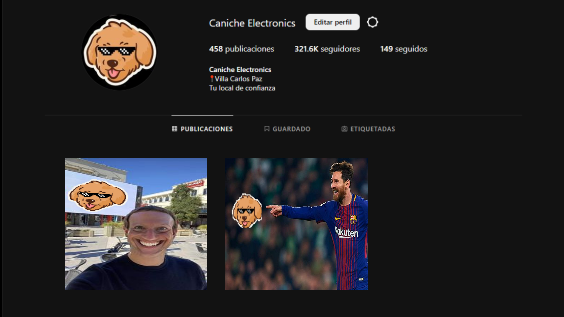 Caniche Electronics Editar perfil
458 publicaciones 321.6K seguidores 149 seguidos
Caniche Electronics
Villa Carlos Paz
Tu local de confianza
PUBLICACIONES GUARDADO ETIQUETADAS
Rakuten